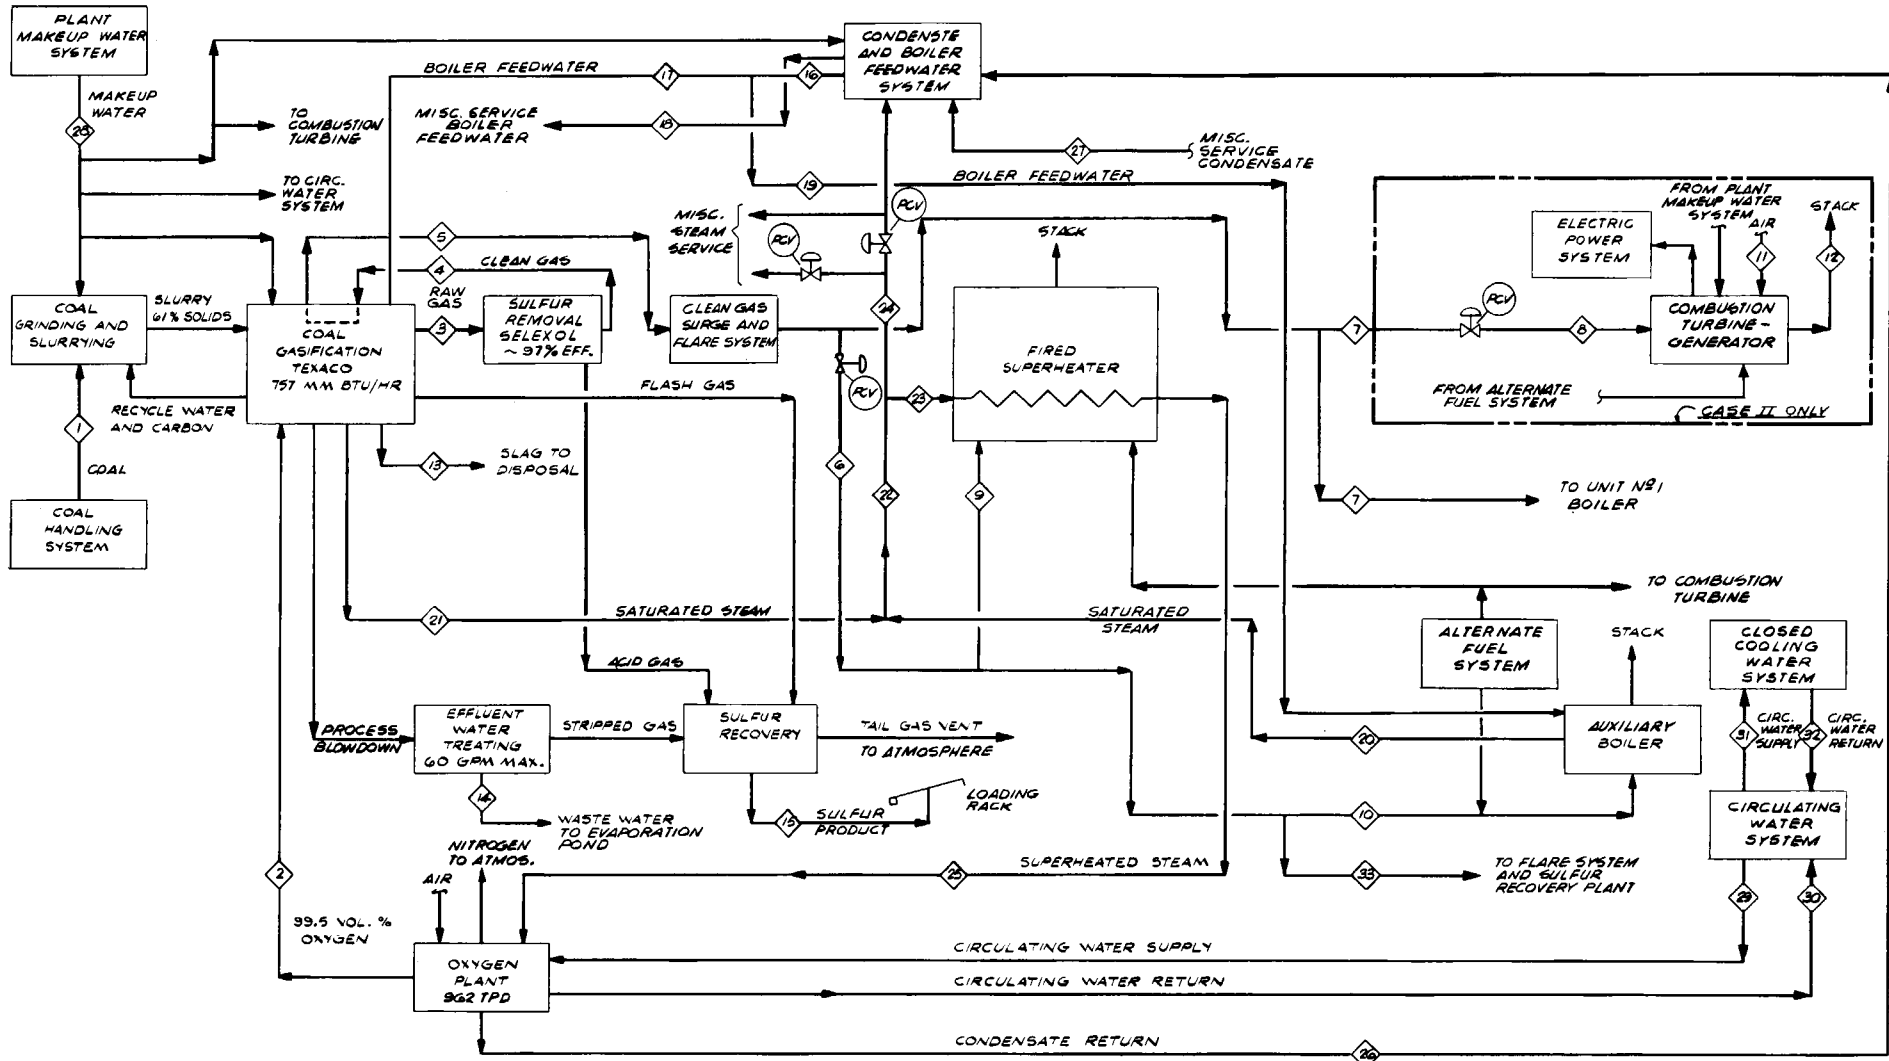 PLANT
MAKEUP WATER
SYSTEM
MAKEUP
WATER
28
TO
COMBUSTION
TURBINE
TO CIRC.
WATER
SYSTEM
BOILER FEEDWATER
17
16
MISC. SERVICE
BOILER
FEEDWATER
18
CONDENSTE
AND BOILER
FEEDWATER
SYSTEM
27
MISC.
SERVICE
CONDENSATE
19
BOILER FEEDWATER
MISC.
STEAM
SERVICE
PCV
PCV
5
4
CLEAN GAS
RAW
GAS
3
COAL
GRINDING AND
SLURRYING
SLURRY
61% SOLIDS
COAL
GASIFICATION
TEXACO
757 MM BTU/HR
SULFUR
REMOVAL
SELEXOL
~ 97% EFF.
CLEAN GAS
SURGE AND
FLARE SYSTEM
24
STACK
FIRED
SUPERHEATER
PCV
23
FLASH GAS
RECYCLE WATER
AND CARBON
1
COAL
COAL
HANDLING
SYSTEM
13
SLAG TO
DISPOSAL
6
22
9
FROM PLANT
MAKEUP WATER
SYSTEM
AIR
11
STACK
12
ELECTRIC
POWER
SYSTEM
7
PCV
8
COMBUSTION
TURBINE-
GENERATOR
FROM ALTERNATE
FUEL SYSTEM
CASE II ONLY
7
TO UNIT Nº 1
BOILER
TO COMBUSTION
TURBINE
21
SATURATED STEAM
SATURATED
STEAM
ALTERNATE
FUEL
SYSTEM
STACK
CLOSED
COOLING
WATER
SYSTEM
ACID GAS
PROCESS
BLOWDOWN
EFFLUENT
WATER
TREATING
60 GPM MAX.
STRIPPED GAS
SULFUR
RECOVERY
TAIL GAS VENT
TO ATMOSPHERE
20
AUXILIARY
BOILER
31
CIRC.
WATER
SUPPLY
32
CIRC.
WATER
RETURN
14
WASTE WATER
TO EVAPORATION
POND
15
SULFUR
PRODUCT
LOADING
RACK
10
CIRCULATING
WATER
SYSTEM
2
NITROGEN
TO ATMOS.
AIR
SUPERHEATED STEAM
25
33
TO FLARE SYSTEM
AND SULFUR
RECOVERY PLANT
29
30
99.5 VOL. %
OXYGEN
OXYGEN
PLANT
962 TPD
CIRCULATING WATER SUPPLY
CIRCULATING WATER RETURN
CONDENSATE RETURN
26